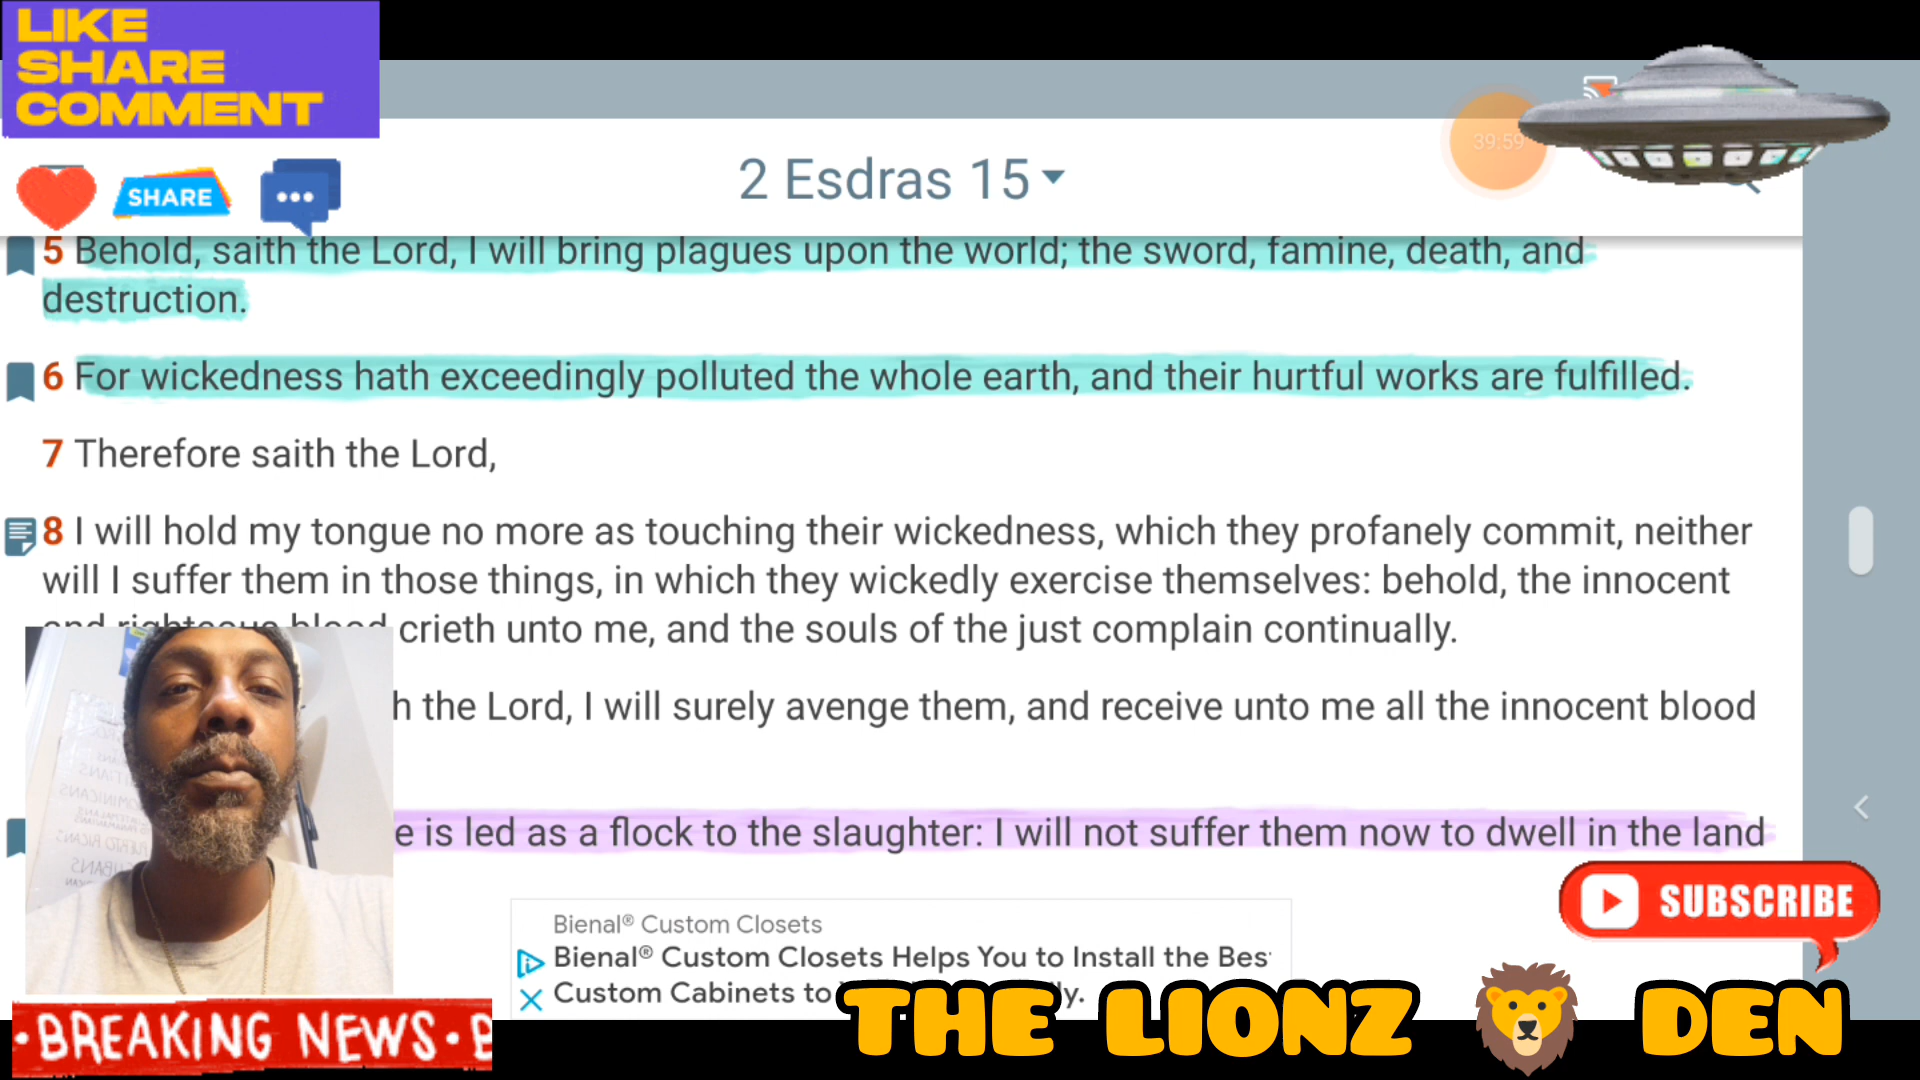 LIKE
SHARE
COMMENT
SHARE
39:59
2 Esdras 15
5 Behold, saith the Lord, I will bring plagues upon the world; the sword, famine, death, and
destruction.
6 For wickedness hath exceedingly polluted the whole earth, and their hurtful works are fulfilled.
7 Therefore saith the Lord,
8 I will hold my tongue no more as touching their wickedness, which they profanely commit, neither
will I suffer them in those things, in which they wickedly exercise themselves: behold, the innocent
and righteous blood crieth unto me, and the souls of the just complain continually.
the Lord, I will surely avenge them, and receive unto me all the innocent blood
is led as a flock to the slaughter: I will not suffer them now to dwell in the land
SUBSCRIBE
Bienal® Custom Closets
Bienal® Custom Closets Helps You to Install the Bes
Custom Cabinets to
THE LIONZ DEN
BREAKING NEWS